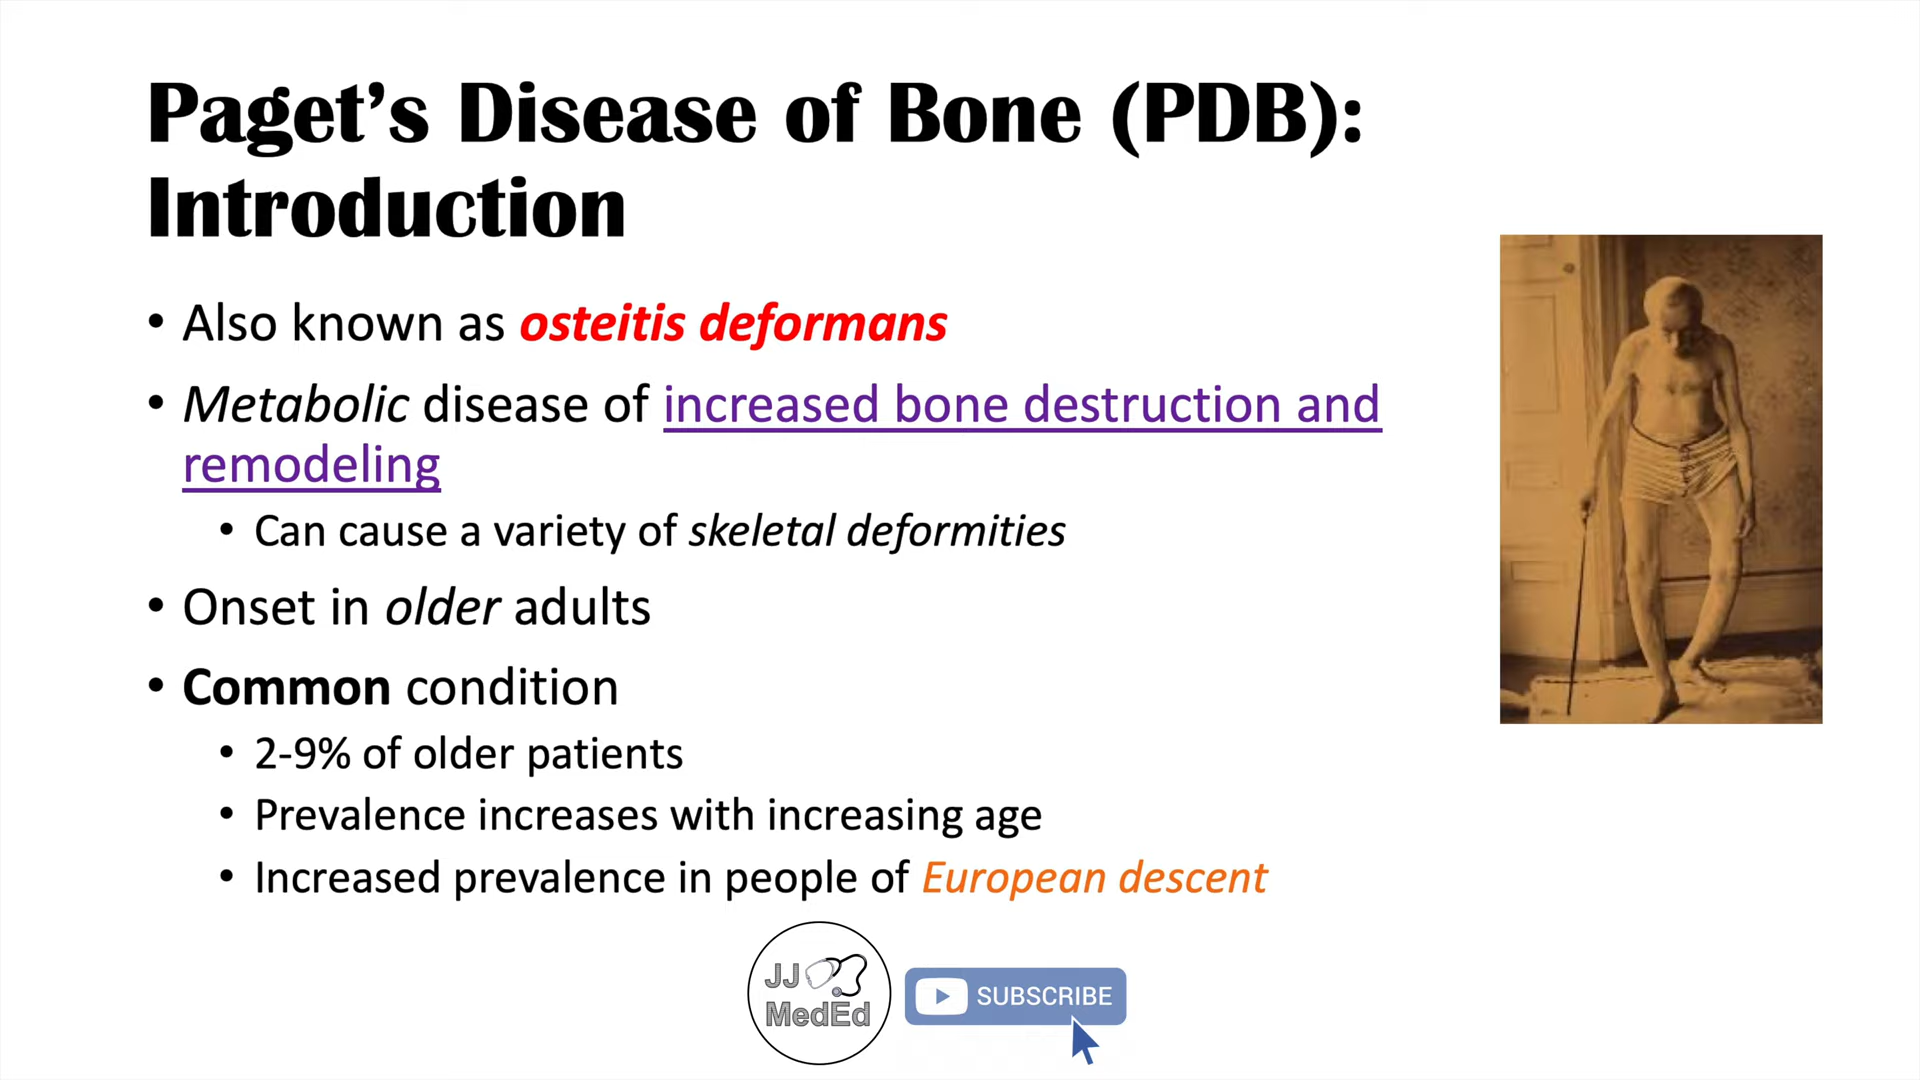 Paget’s Disease of Bone (PDB):
Introduction
• Also known as osteitis deformans
• Metabolic disease of increased bone destruction and
remodeling
• Can cause a variety of skeletal deformities
• Onset in older adults
• Common condition
• 2-9% of older patients
• Prevalence increases with increasing age
• Increased prevalence in people of European descent
JJ
MedEd
SUBSCRIBE